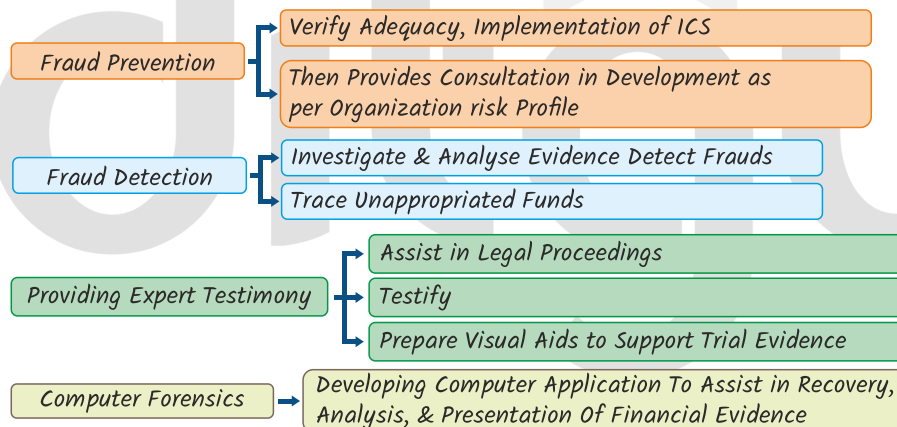 Verify Adequacy, Implementation of ICS
Fraud Prevention
Then Provides Consultation in Development as
per Organization risk Profile
Investigate & Analyse Evidence Detect Frauds
Fraud Detection
Trace Unappropriated Funds
Assist in Legal Proceedings
Providing Expert Testimony
Testify
Prepare Visual Aids to Support Trial Evidence
Computer Forensics
Developing Computer Application To Assist in Recovery,
Analysis, & Presentation Of Financial Evidence